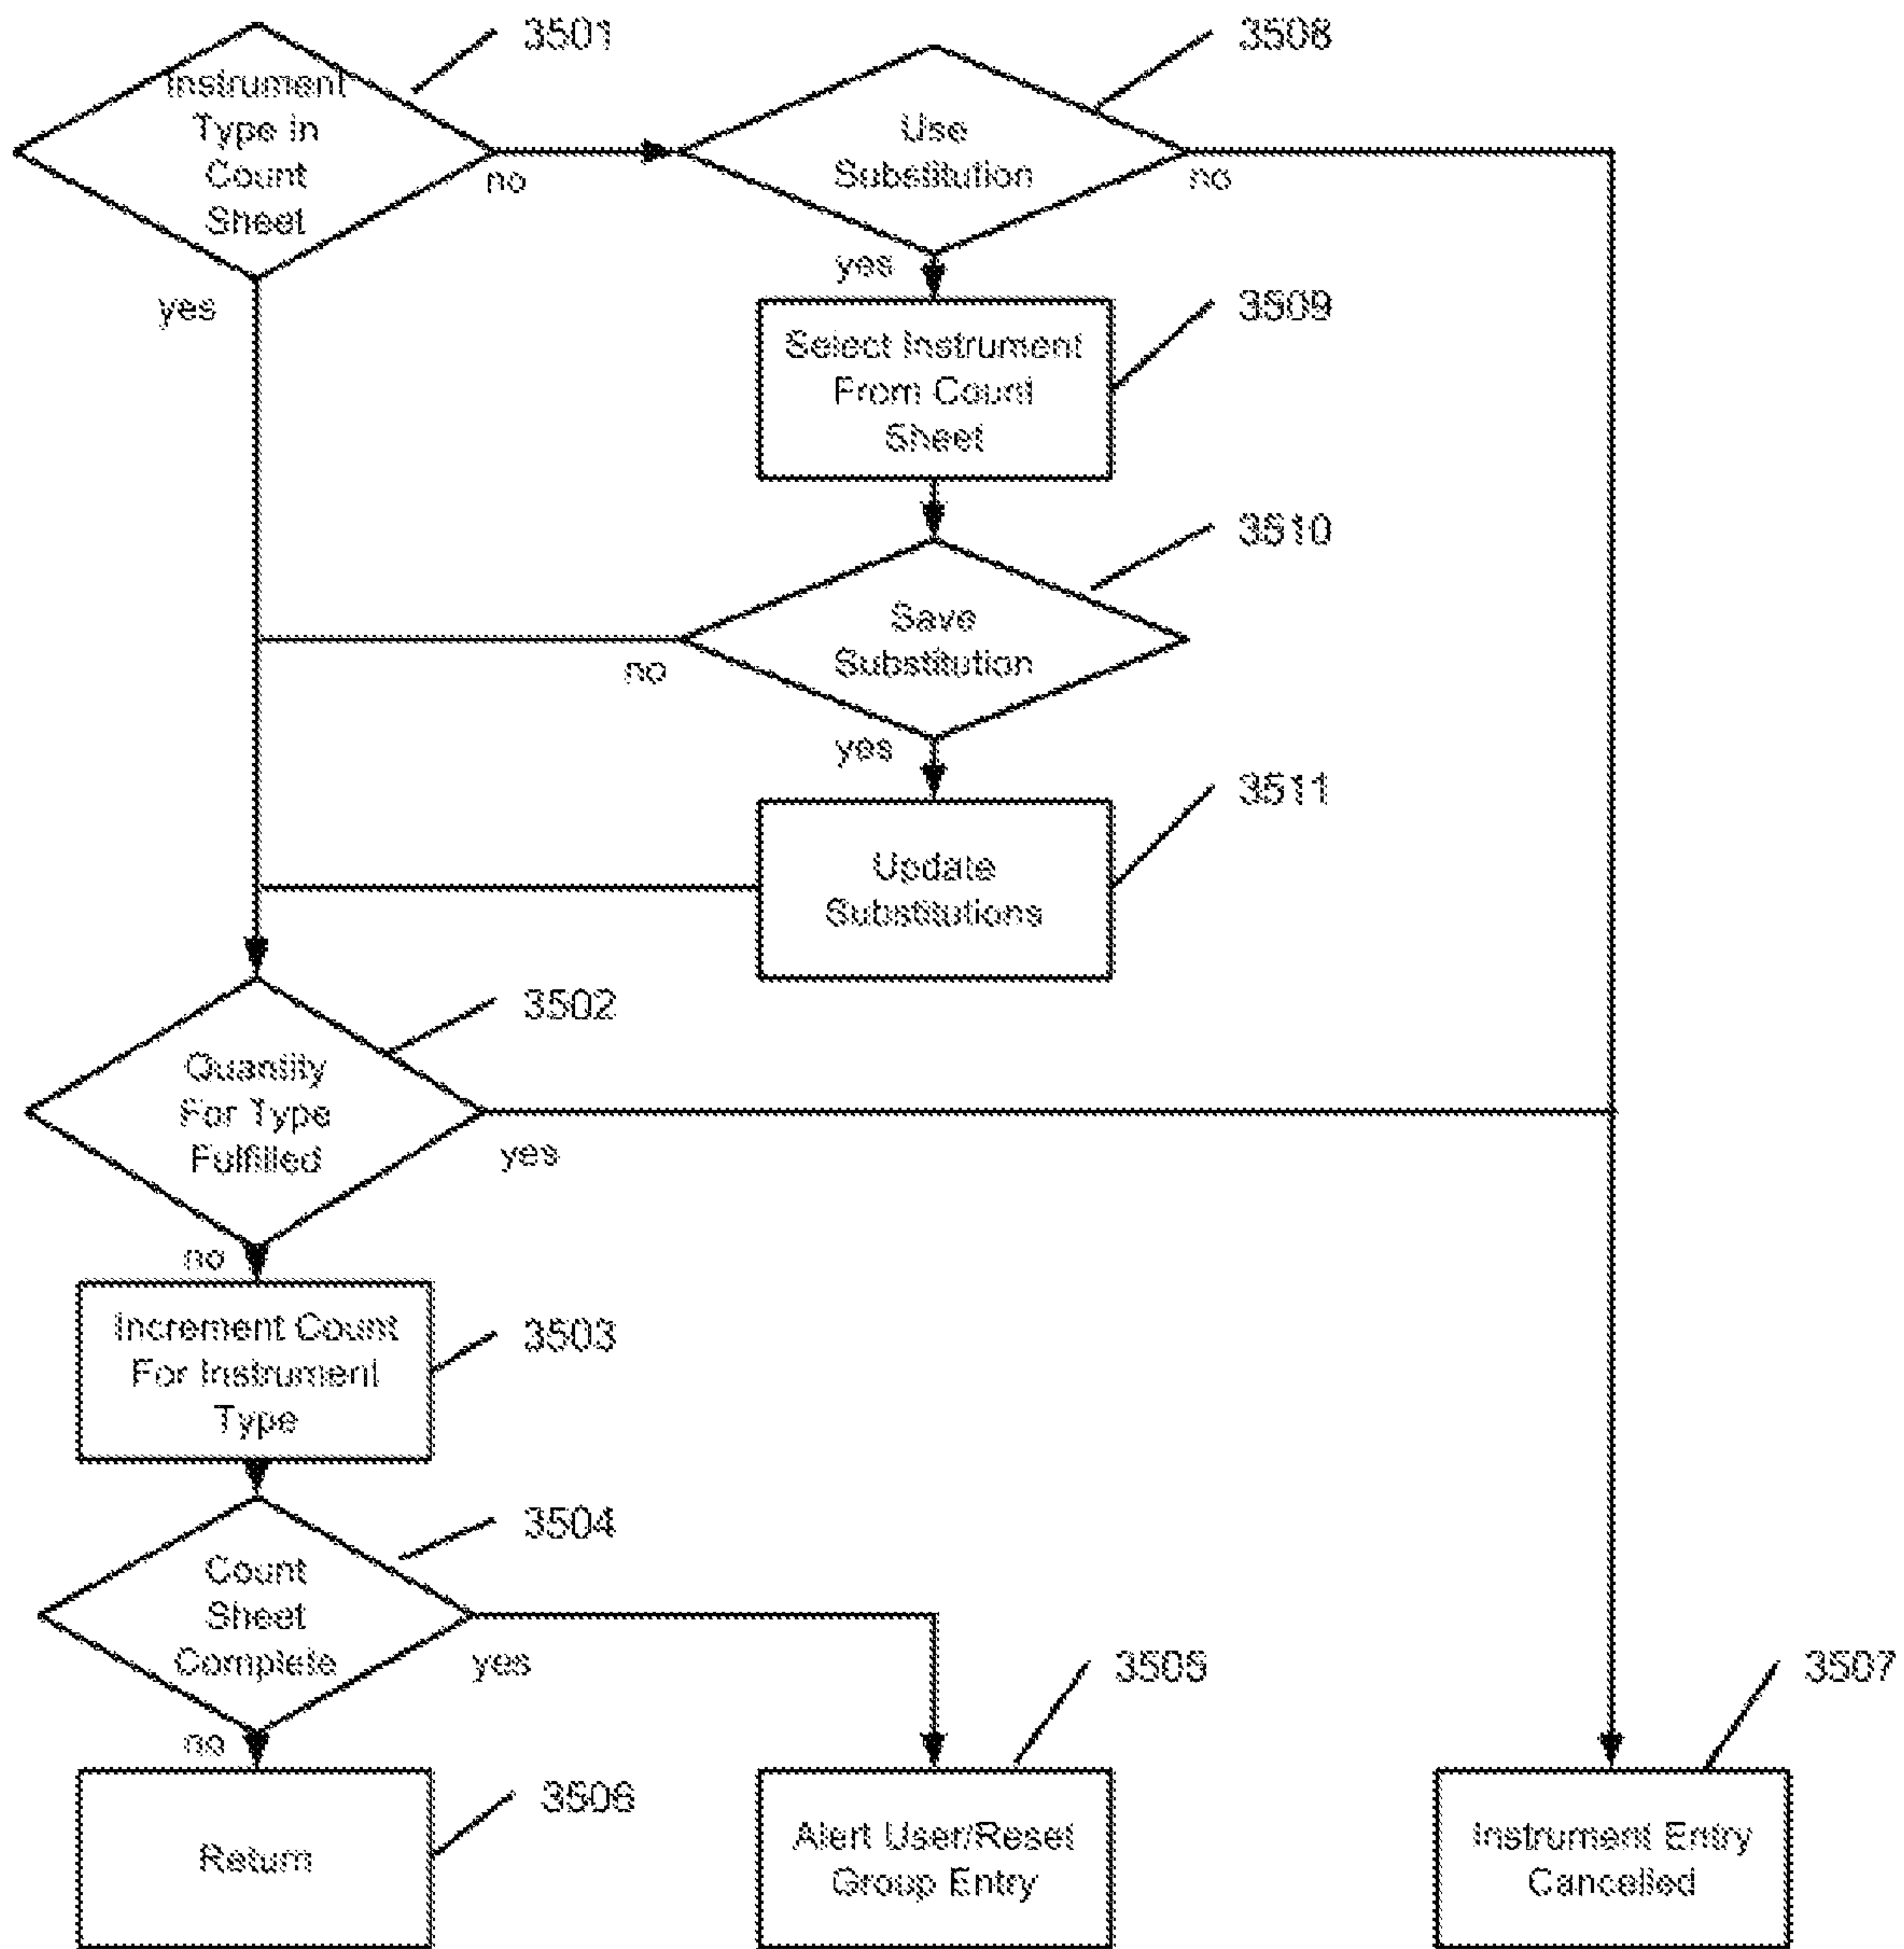 3501
Instrument
Type in
Count
Sheet
no
yes
3508
Use
Substitution
no
yes
3509
Select Instrument
From Count
Sheet
3510
Save
Substitution
no
yes
3511
Update
Substitutions
3502
Quantity
For Type
Fulfilled
yes
no
3503
Increment Count
For Instrument
Type
3504
Count
Sheet
Complete
yes
no
3506
Return
3505
Alert User/Reset
Group Entry
3507
Instrument Entry
Cancelled